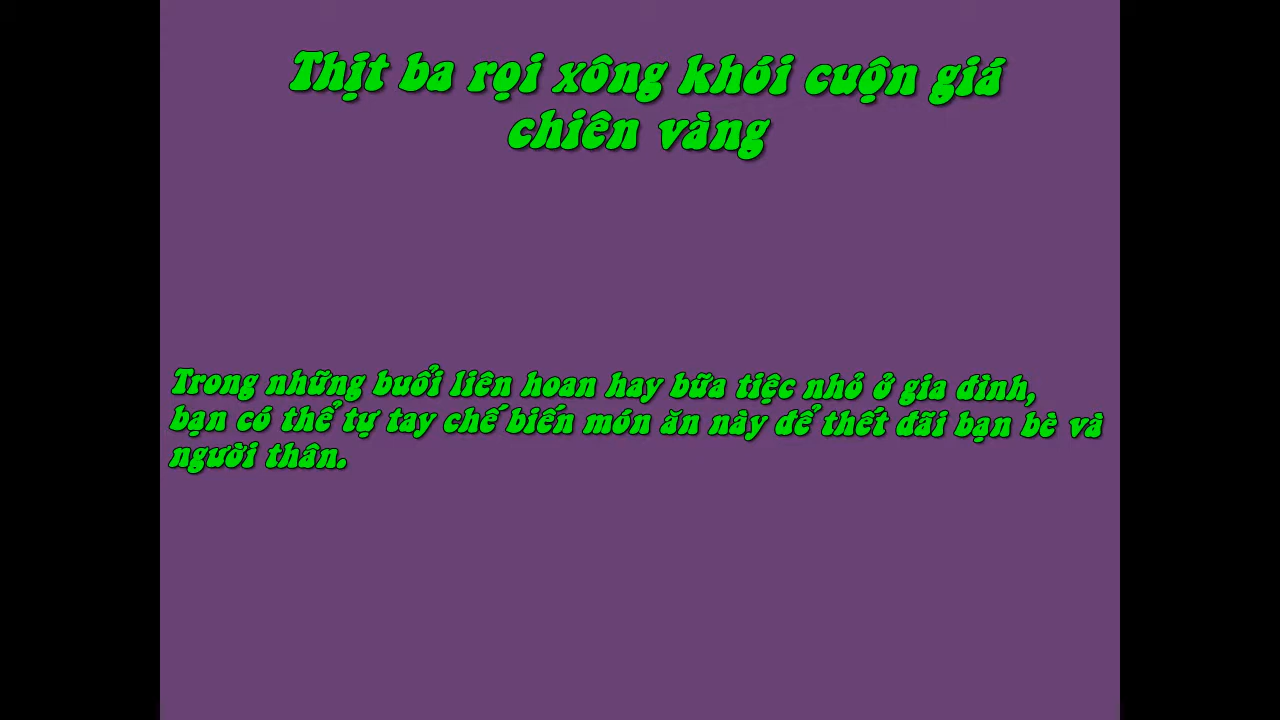 Thịt ba rọi xông khói cuộn giá
chiên vàng
Trong những buổi liên hoan hay bữa tiệc nhỏ ở gia đình,
bạn có thể tự tay chế biến món ăn này để thết đãi bạn bè và
người thân.